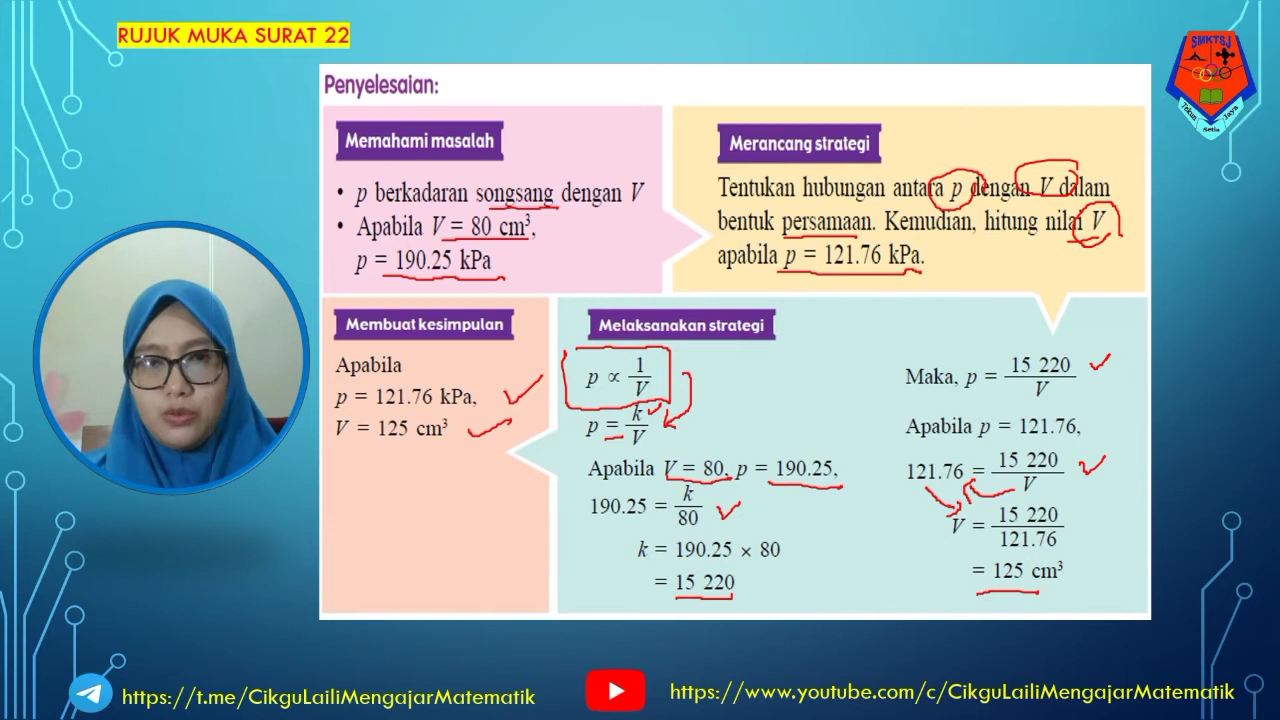 RUJUK MUKA SURAT 22
SMKTSJ
Tekun
Setia
Jaya
Penyelesaian:
Memahami masalah
• p berkadaran songsang dengan V
• Apabila V = 80 cm³,
p = 190.25 kPa
Merancang strategi
Tentukan hubungan antara p dengan V dalam
bentuk persamaan. Kemudian, hitung nilai V
apabila p = 121.76 kPa.
Membuat kesimpulan
Apabila
p = 121.76 kPa,
V = 125 cm³
Melaksanakan strategi
p ∝ 1/V
p = k/V
Apabila V = 80, p = 190.25,
190.25 = k/80
k = 190.25 × 80
= 15 220
Maka, p = 15 220/V
Apabila p = 121.76,
121.76 = 15 220/V
V = 15 220/121.76
= 125 cm³
https://t.me/CikguLailiMengajarMatematik
https://www.youtube.com/c/CikguLailiMengajarMatematik